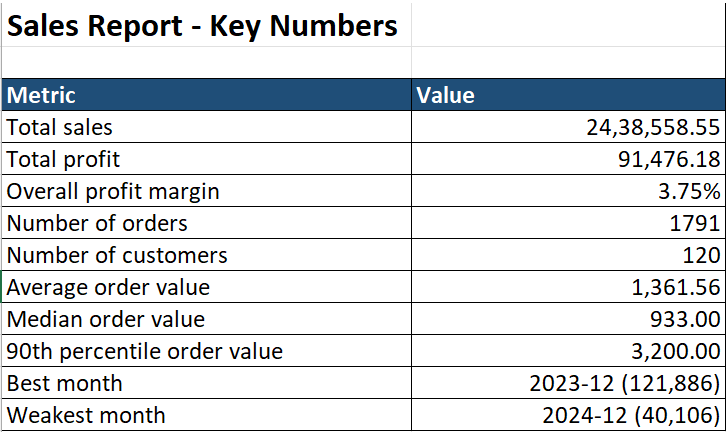 Sales Report - Key Numbers
Metric Value
Total sales 24,38,558.55
Total profit 91,476.18
Overall profit margin 3.75%
Number of orders 1791
Number of customers 120
Average order value 1,361.56
Median order value 933.00
90th percentile order value 3,200.00
Best month 2023-12 (121,886)
Weakest month 2024-12 (40,106)